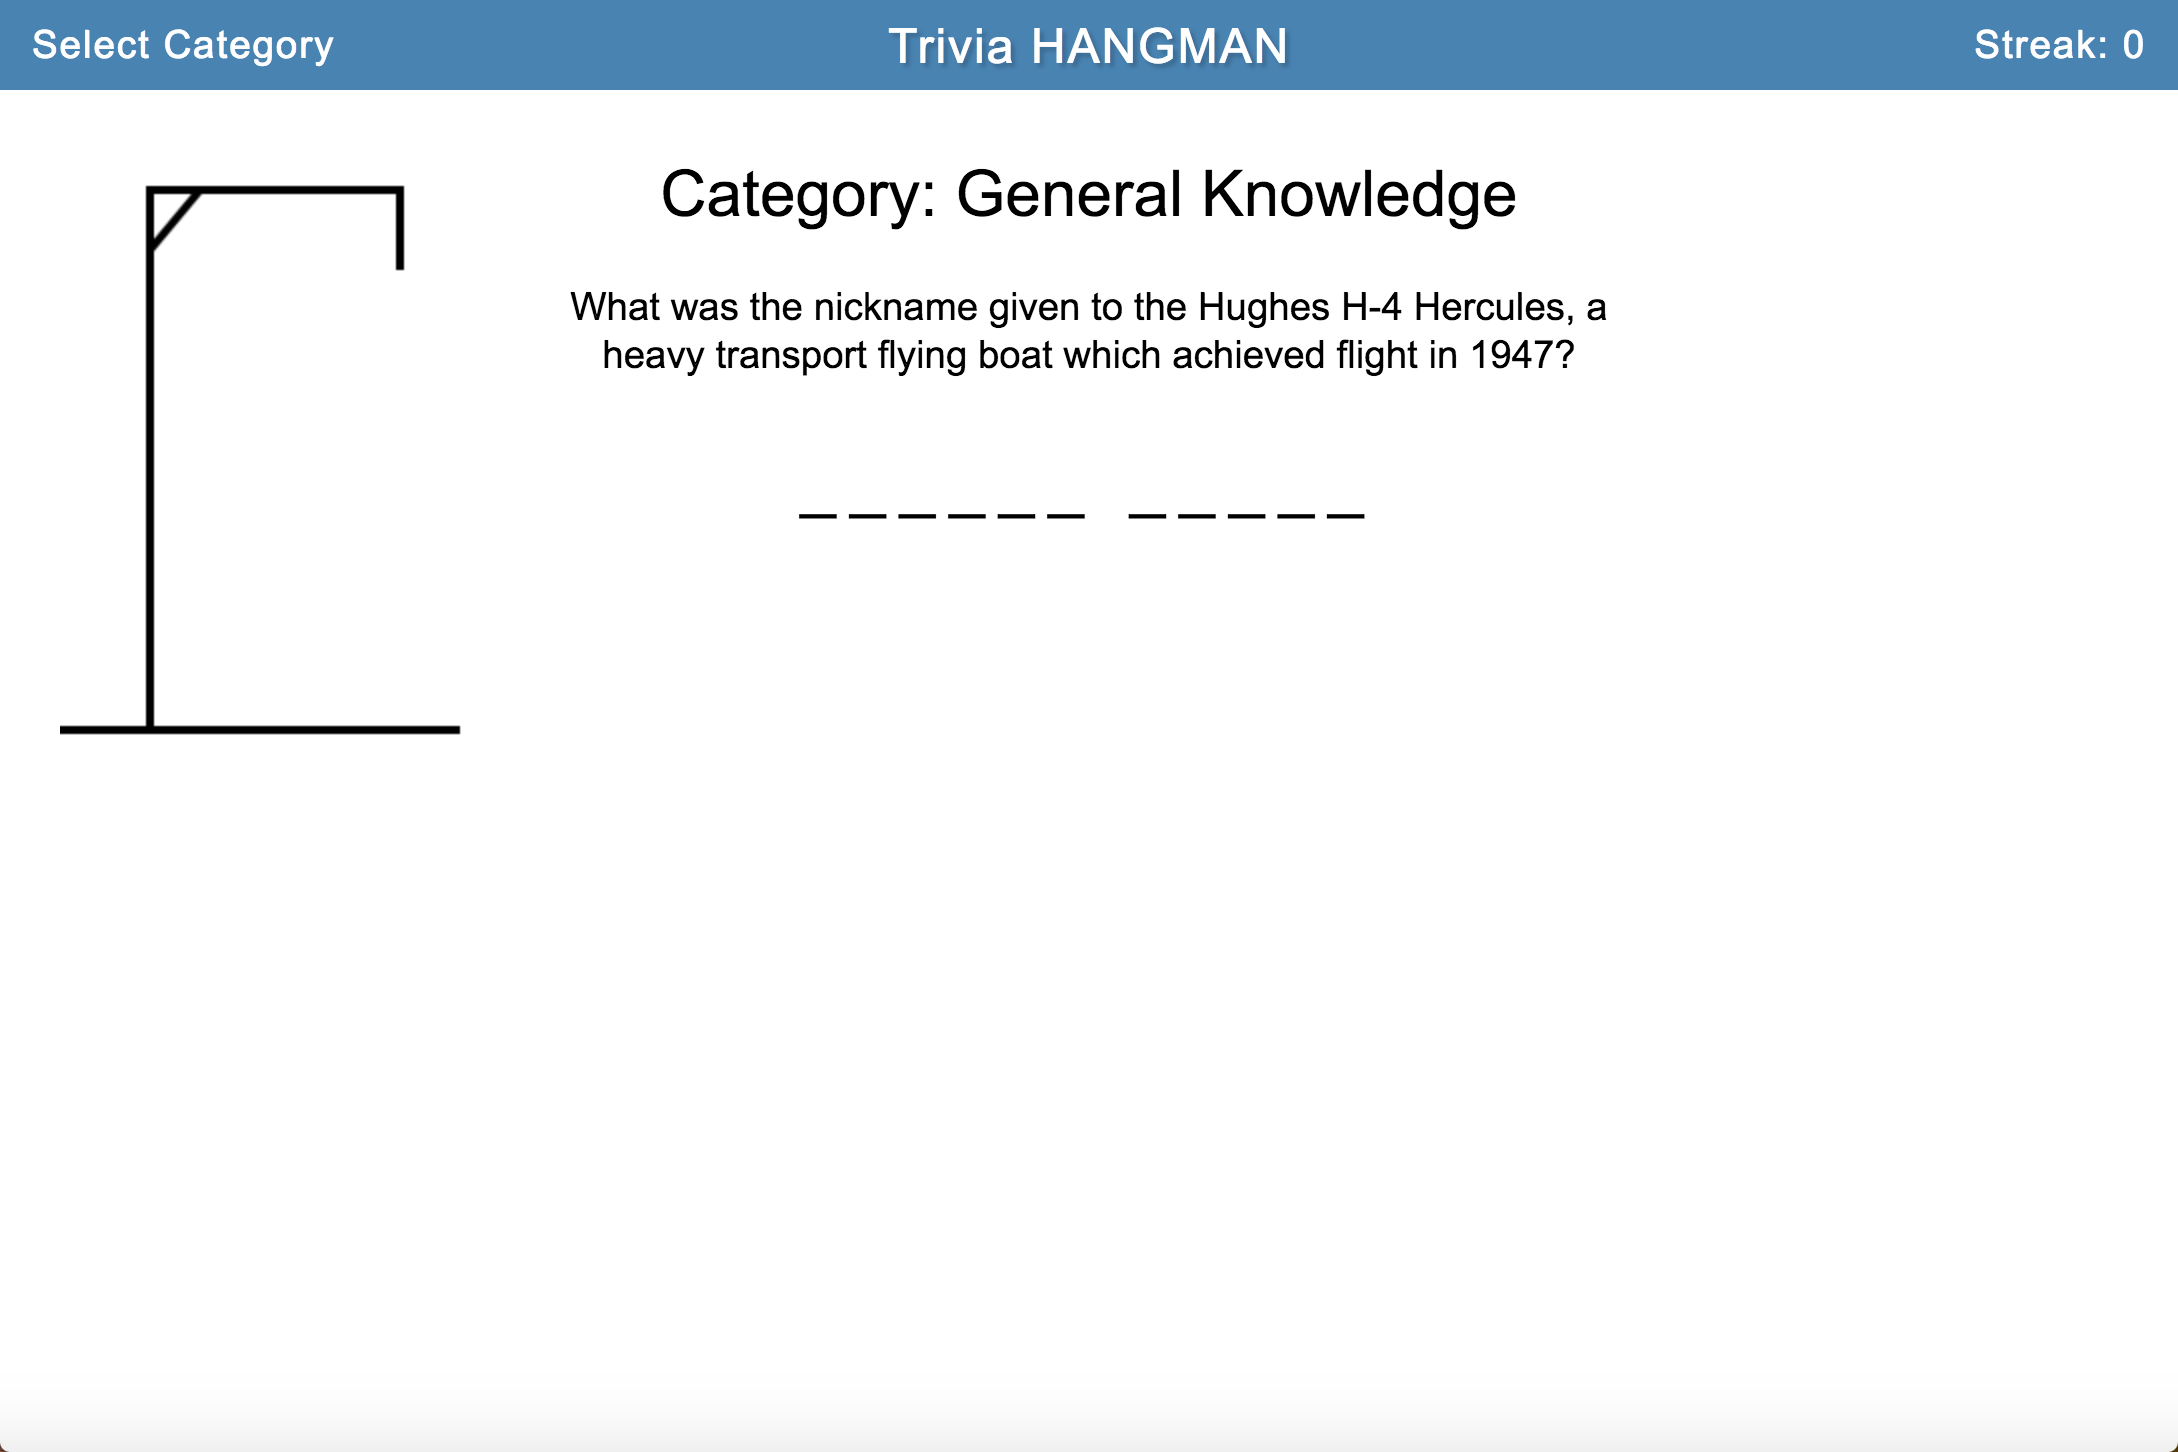 Select Category
Trivia HANGMAN
Streak: 0
Category: General Knowledge
What was the nickname given to the Hughes H-4 Hercules, a
heavy transport flying boat which achieved flight in 1947?
_ _ _ _ _ _  _ _ _ _ _